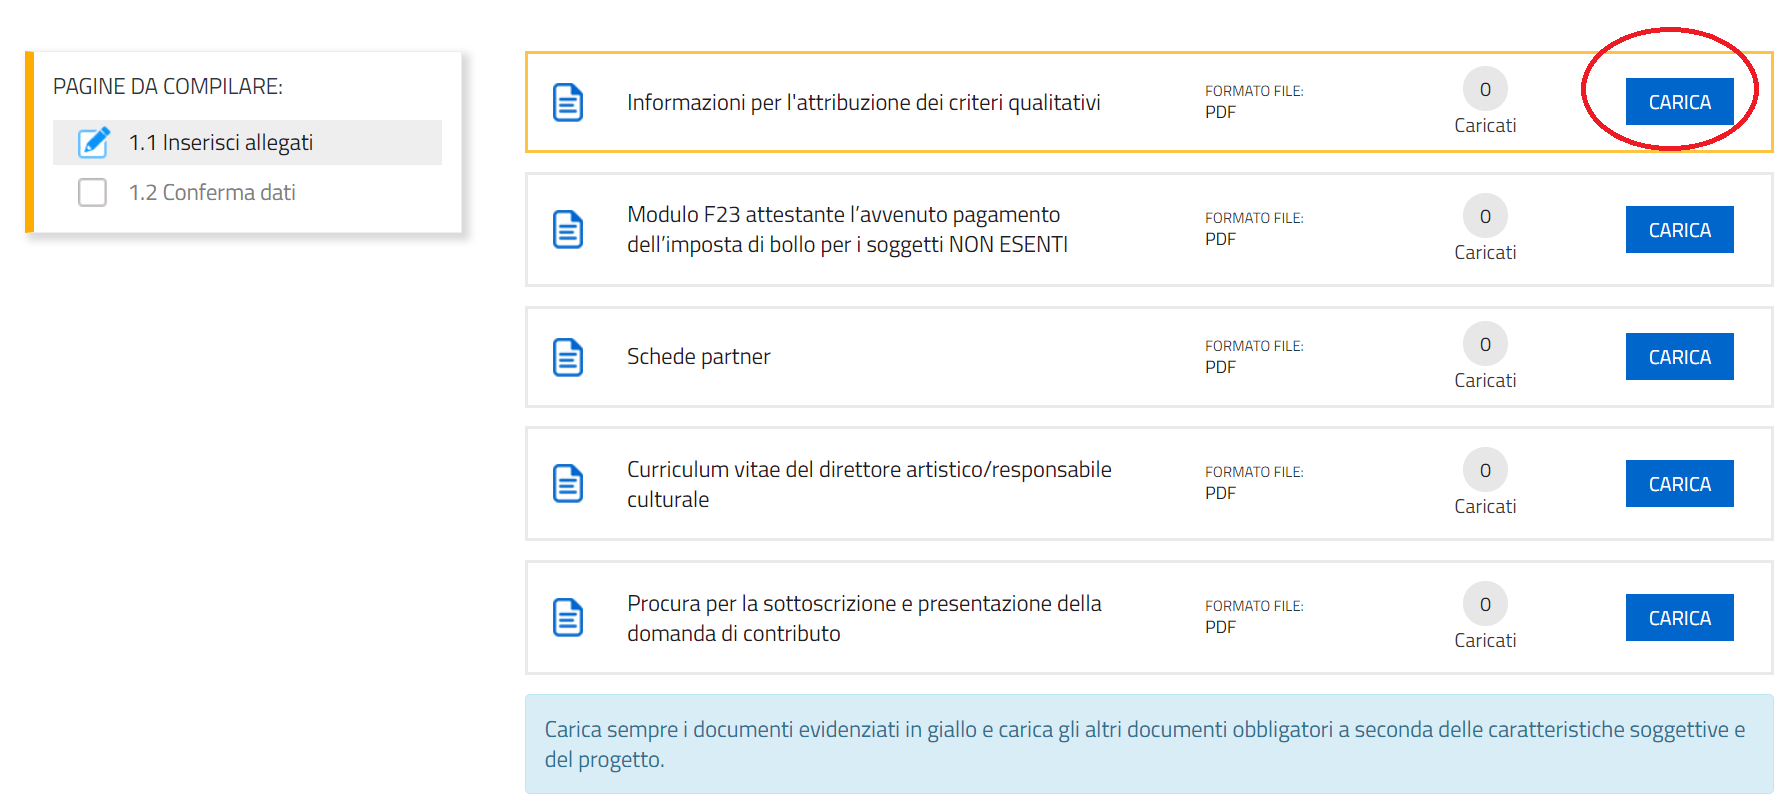 PAGINE DA COMPILARE:
1.1 Inserisci allegati
1.2 Conferma dati
Informazioni per l'attribuzione dei criteri qualitativi
FORMATO FILE:
PDF
0
Caricati
CARICA
Modulo F23 attestante l’avvenuto pagamento
dell’imposta di bollo per i soggetti NON ESENTI
FORMATO FILE:
PDF
0
Caricati
CARICA
Schede partner
FORMATO FILE:
PDF
0
Caricati
CARICA
Curriculum vitae del direttore artistico/responsabile
culturale
FORMATO FILE:
PDF
0
Caricati
CARICA
Procura per la sottoscrizione e presentazione della
domanda di contributo
FORMATO FILE:
PDF
0
Caricati
CARICA
Carica sempre i documenti evidenziati in giallo e carica gli altri documenti obbligatori a seconda delle caratteristiche soggettive e
del progetto.